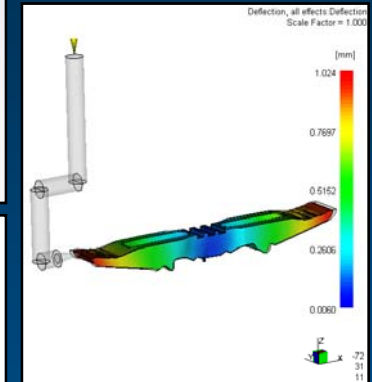 Deflection, all effects:Deflection
Scale Factor = 1.000
[mm]
1.024
0.7697
0.5152
0.2606
0.0060
Z
Y
X
-72
31
11